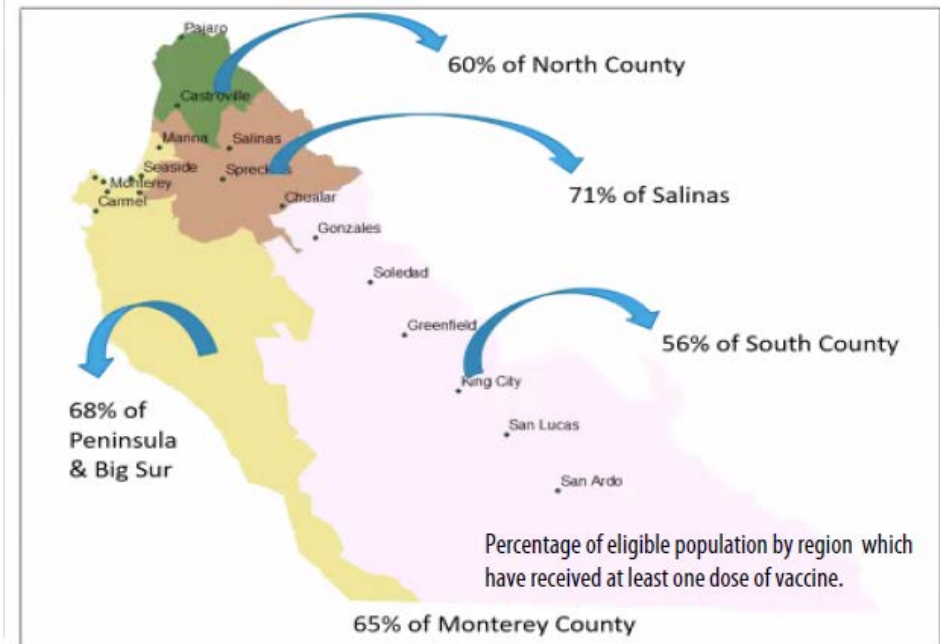 Pajaro
60% of North County
Castroville
Marina
Salinas
Seaside
Spreckels
Monterey
71% of Salinas
Carmel
Chualar
Gonzales
Soledad
Greenfield
56% of South County
King City
68% of
Peninsula
& Big Sur
San Lucas
San Ardo
Percentage of eligible population by region which
have received at least one dose of vaccine.
65% of Monterey County